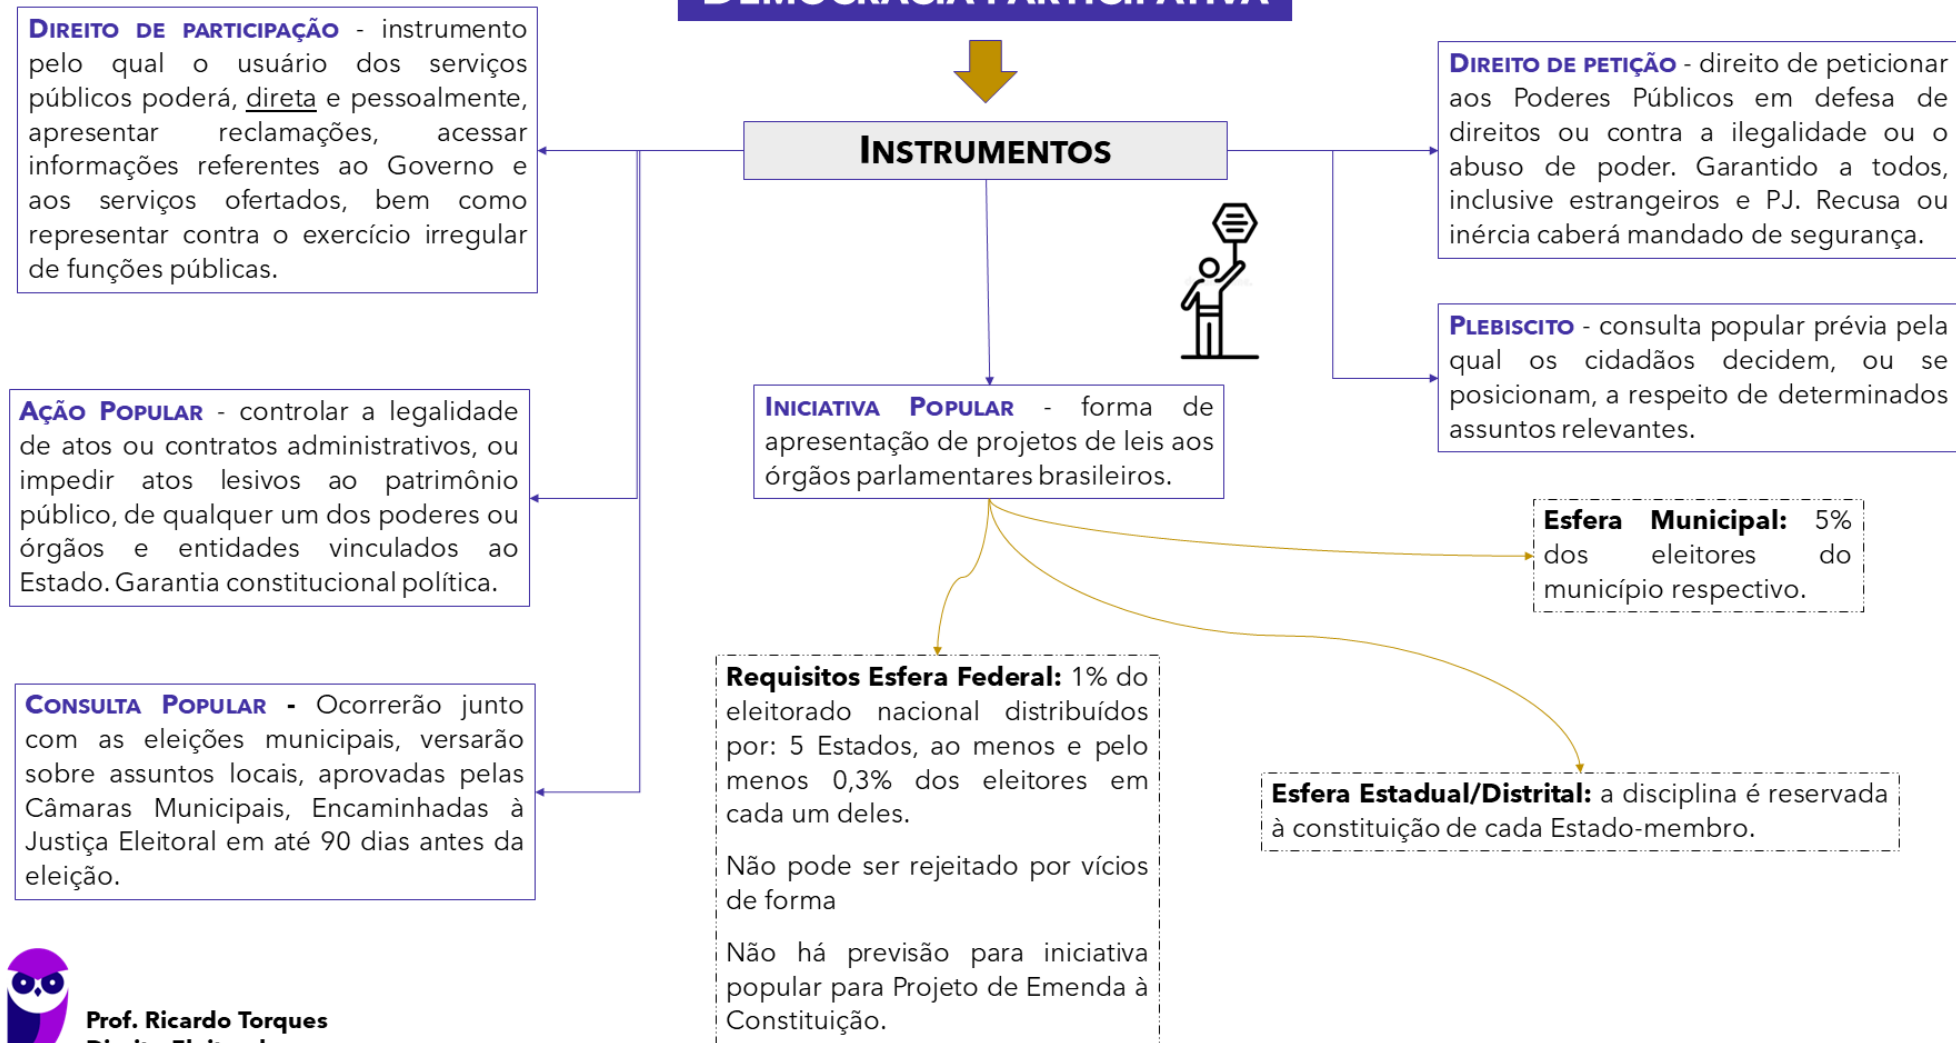 DEMOCRACIA PARTICIPATIVA
DIREITO DE PARTICIPAÇÃO - instrumento
pelo qual o usuário dos serviços
públicos poderá, direta e pessoalmente,
apresentar reclamações, acessar
informações referentes ao Governo e
aos serviços ofertados, bem como
representar contra o exercício irregular
de funções públicas.
INSTRUMENTOS
DIREITO DE PETIÇÃO - direito de peticionar
aos Poderes Públicos em defesa de
direitos ou contra a ilegalidade ou o
abuso de poder. Garantido a todos,
inclusive estrangeiros e PJ. Recusa ou
inércia caberá mandado de segurança.
PLEBISCITO - consulta popular prévia pela
qual os cidadãos decidem, ou se
posicionam, a respeito de determinados
assuntos relevantes.
AÇÃO POPULAR - controlar a legalidade
de atos ou contratos administrativos, ou
impedir atos lesivos ao patrimônio
público, de qualquer um dos poderes ou
órgãos e entidades vinculados ao
Estado. Garantia constitucional política.
INICIATIVA POPULAR - forma de
apresentação de projetos de leis aos
órgãos parlamentares brasileiros.
Esfera Municipal: 5%
dos eleitores do
município respectivo.
CONSULTA POPULAR - Ocorrerão junto
com as eleições municipais, versarão
sobre assuntos locais, aprovadas pelas
Câmaras Municipais, Encaminhadas à
Justiça Eleitoral em até 90 dias antes da
eleição.
Requisitos Esfera Federal: 1% do
eleitorado nacional distribuídos
por: 5 Estados, ao menos e pelo
menos 0,3% dos eleitores em
cada um deles.
Não pode ser rejeitado por vícios
de forma
Não há previsão para iniciativa
popular para Projeto de Emenda à
Constituição.
Esfera Estadual/Distrital: a disciplina é reservada
à constituição de cada Estado-membro.
Prof. Ricardo Torques
Direito Eleitoral